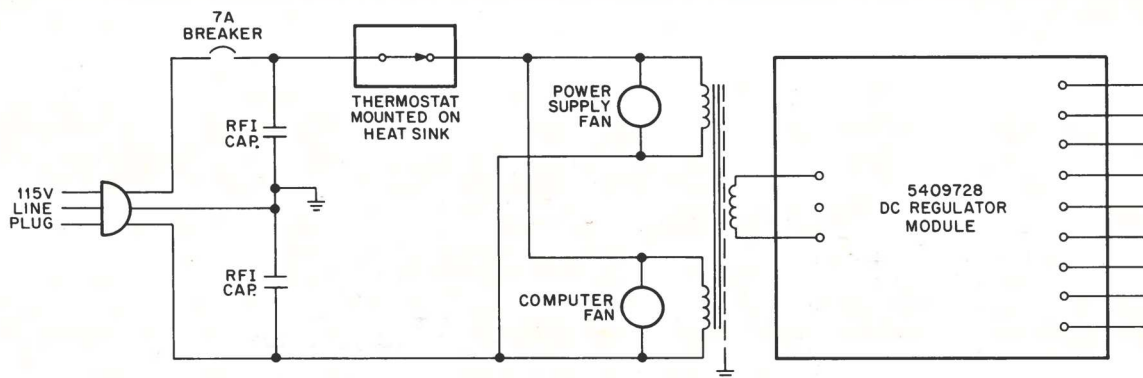 7A
BREAKER
THERMOSTAT
MOUNTED ON
HEAT SINK
POWER
SUPPLY
FAN
RFI
CAP.
115V
LINE
PLUG
5409728
DC REGULATOR
MODULE
RFI
CAP.
COMPUTER
FAN